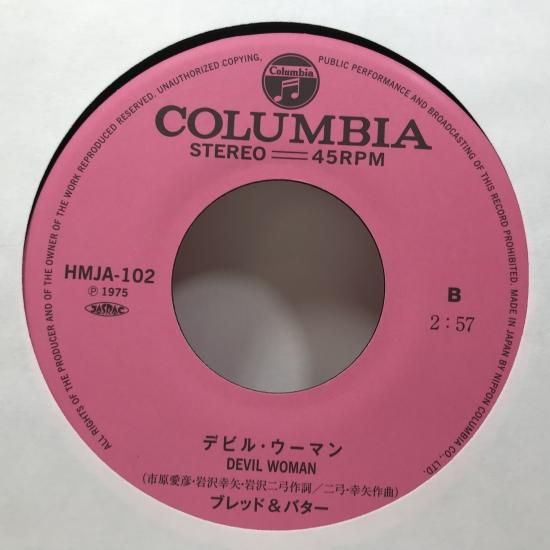 ALL RIGHTS OF THE PRODUCER AND OF THE OWNER OF THE WORK REPRODUCED RESERVED. UNAUTHORIZED COPYING, PUBLIC PERFORMANCE AND BROADCASTING OF THIS RECORD PROHIBITED. MADE IN JAPAN BY NIPPON COLUMBIA CO., LTD.
Columbia
COLUMBIA
STEREO 45RPM
HMJA-102
Ⓟ 1975
JASRAC
B
2:57
デビル・ウーマン
DEVIL WOMAN
(市原愛彦・岩沢幸矢・岩沢二弓作詞/二弓・幸矢作曲)
ブレッド&バター